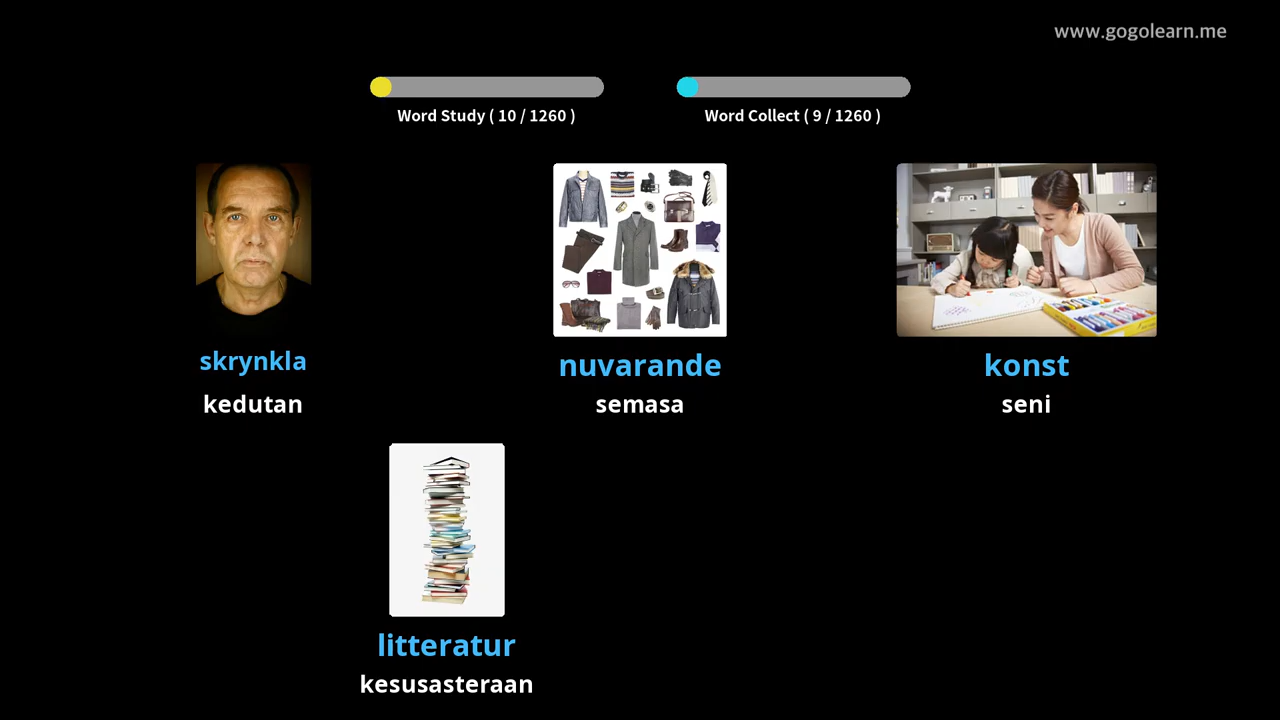 www.gogolearn.me
Word Study ( 10 / 1260 )
Word Collect ( 9 / 1260 )
skrynkla
kedutan
nuvarande
semasa
konst
seni
litteratur
kesusasteraan